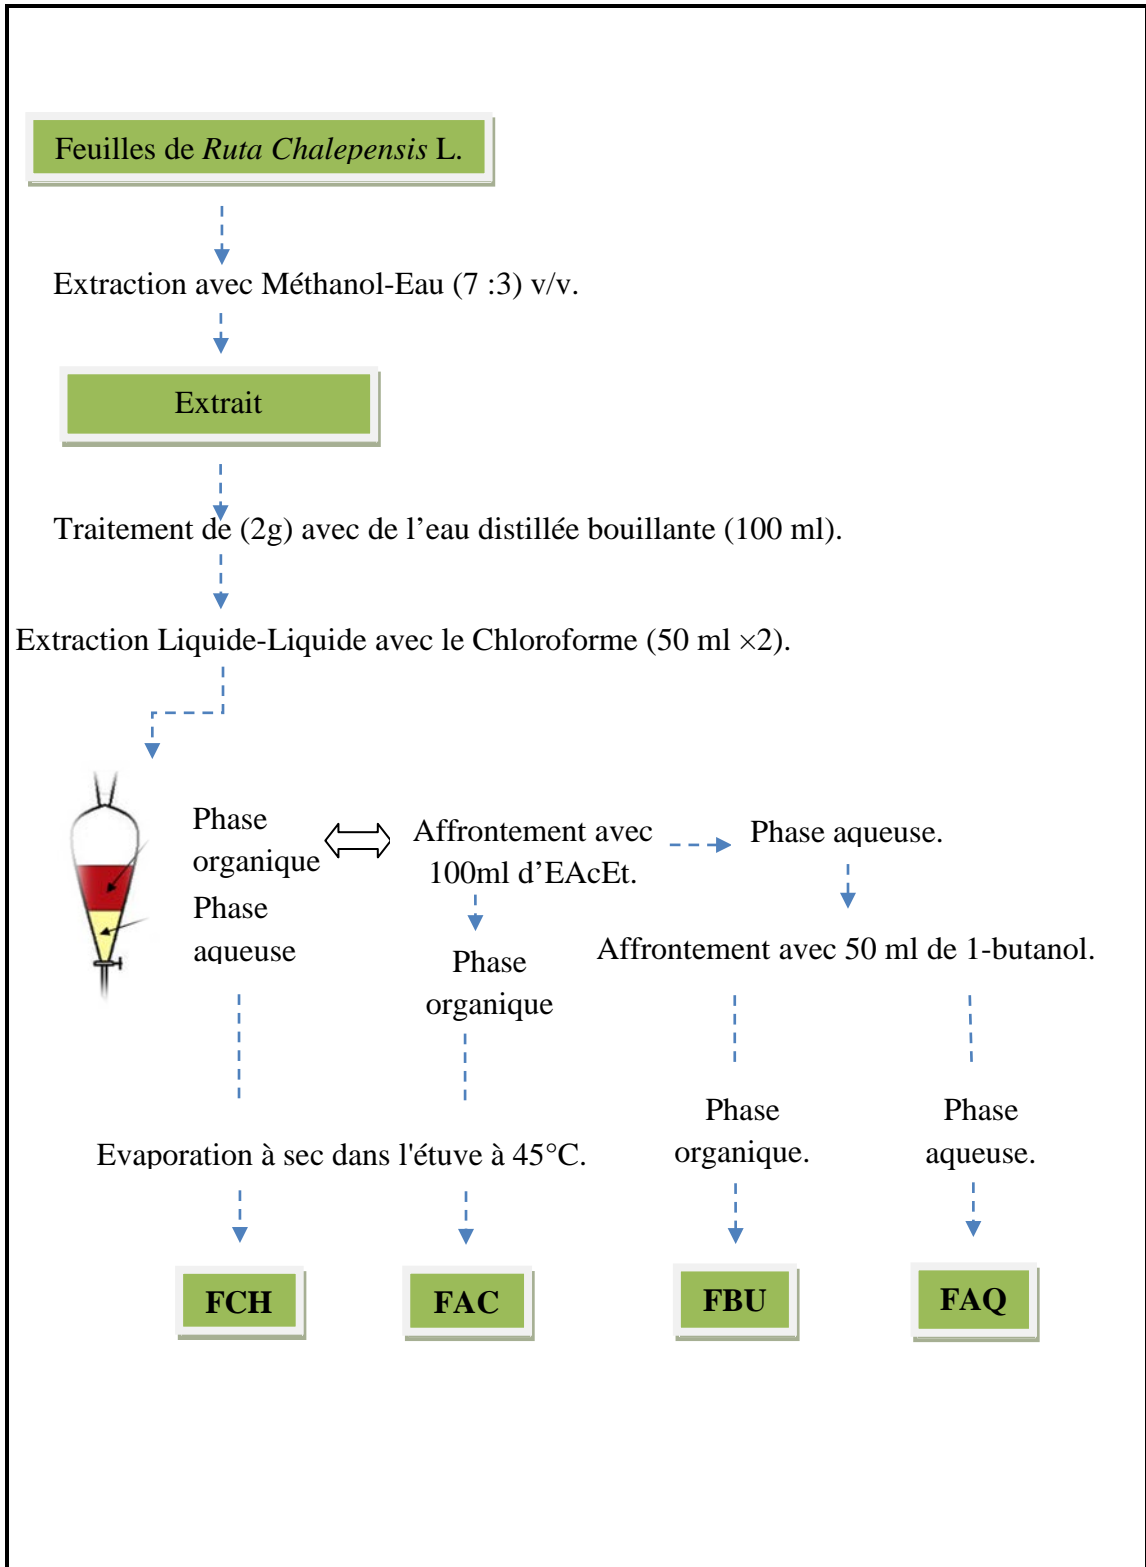 Feuilles de Ruta Chalepensis L.
Extraction avec Méthanol-Eau (7 :3) v/v.
Extrait
Traitement de (2g) avec de l’eau distillée bouillante (100 ml).
Extraction Liquide-Liquide avec le Chloroforme (50 ml ×2).
Phase
organique
Phase
aqueuse
Affrontement avec
100ml d’EAcEt.
Phase aqueuse.
Phase
organique
Affrontement avec 50 ml de 1-butanol.
Phase
organique.
Phase
aqueuse.
Evaporation à sec dans l'étuve à 45°C.
FCH
FAC
FBU
FAQ